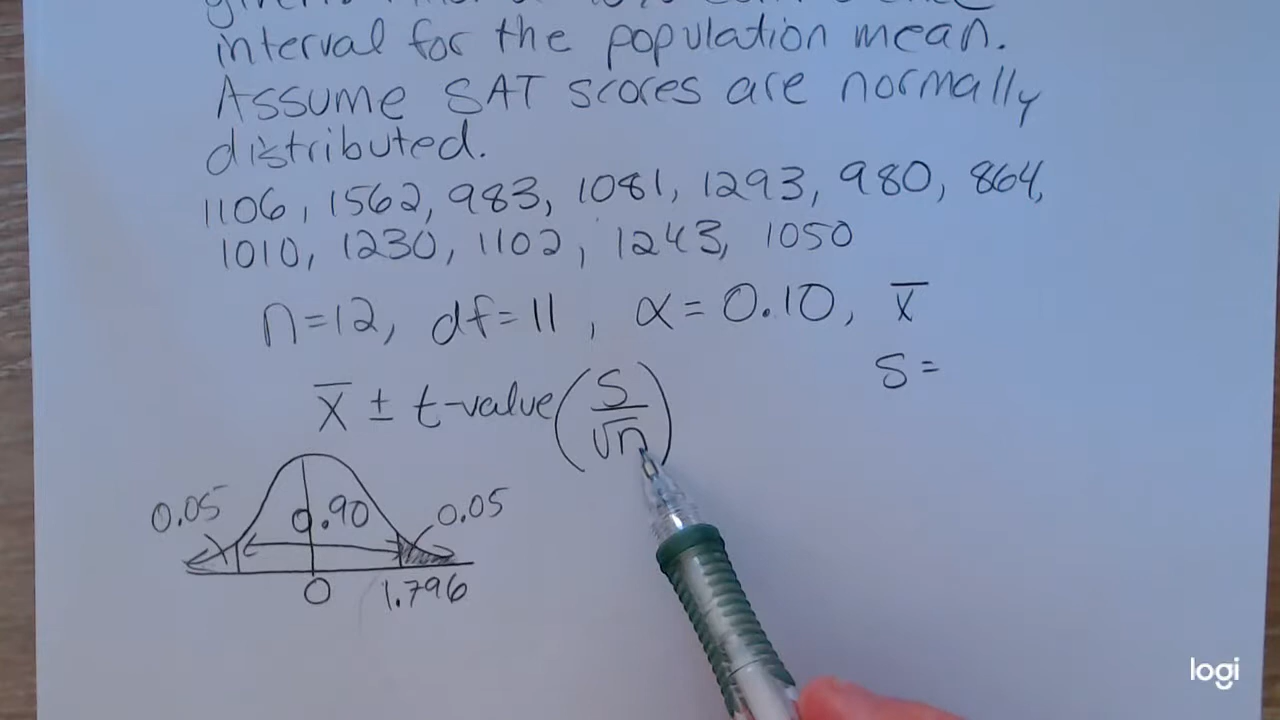 interval for the population mean.
Assume SAT scores are normally
distributed.
1106, 1562, 983, 1081, 1293, 980, 864,
1010, 1230, 1102, 1243, 1050
n=12, df=11, α=0.10, x̄
S=
x̄ ± t-value(S/√n)
0.05 0.90 0.05
0 1.796
logi